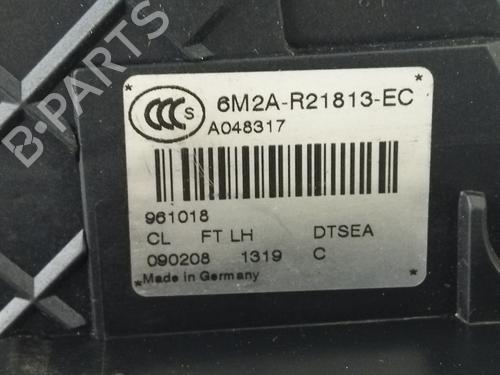 B-PARTS
CCC S
6M2A-R21813-EC
A048317
961018
CL FT LH DTSEA
090208 1319 C
* Made in Germany *